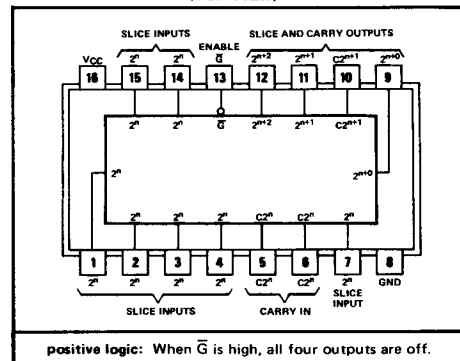 SLICE INPUTS ENABLE SLICE AND CARRY OUTPUTS
VCC 2ⁿ 2ⁿ G̅ 2ⁿ⁺² 2ⁿ⁺¹ C2ⁿ⁺¹ 2ⁿ⁺⁰
16 15 14 13 12 11 10 9
2ⁿ 2ⁿ G̅ 2ⁿ⁺² 2ⁿ⁺¹ C2ⁿ⁺¹
2ⁿ 2ⁿ⁺⁰
2ⁿ 2ⁿ 2ⁿ C2ⁿ C2ⁿ 2ⁿ
1 2 3 4 5 6 7 8
2ⁿ 2ⁿ 2ⁿ 2ⁿ C2ⁿ C2ⁿ 2ⁿ GND
SLICE INPUTS CARRY IN SLICE
INPUT
positive logic: When G̅ is high, all four outputs are off.